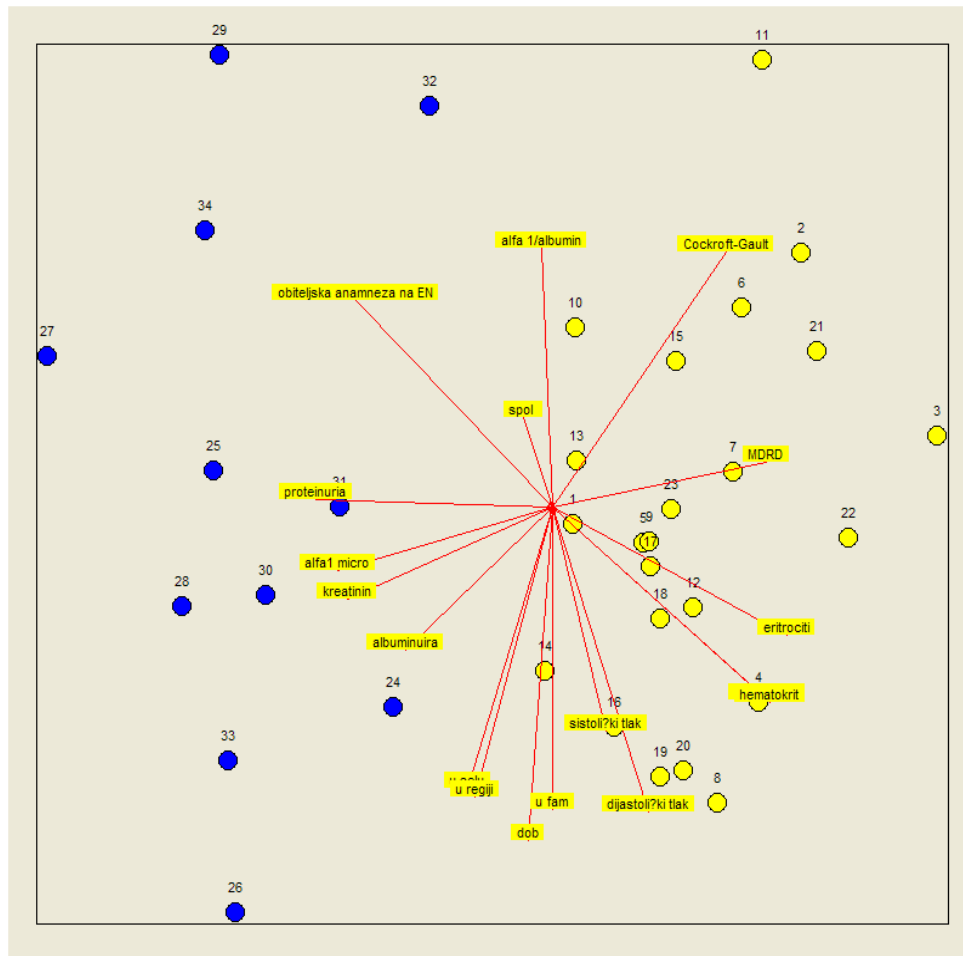 29
11
32
34
2
alfa 1/albumin
Cockroft-Gault
6
obiteljska anamneza na EN
10
21
27
15
spol
3
13
25
7
MDRD
proteinuria
31
23
1
22
5
9
17
alfa1 micro
30
kreatinin
28
12
18
eritrociti
albuminuira
14
24
4
hematokrit
16
sistoli?ki tlak
33
19
20
u regiji
u fam
8
dijastoli?ki tlak
dob
26